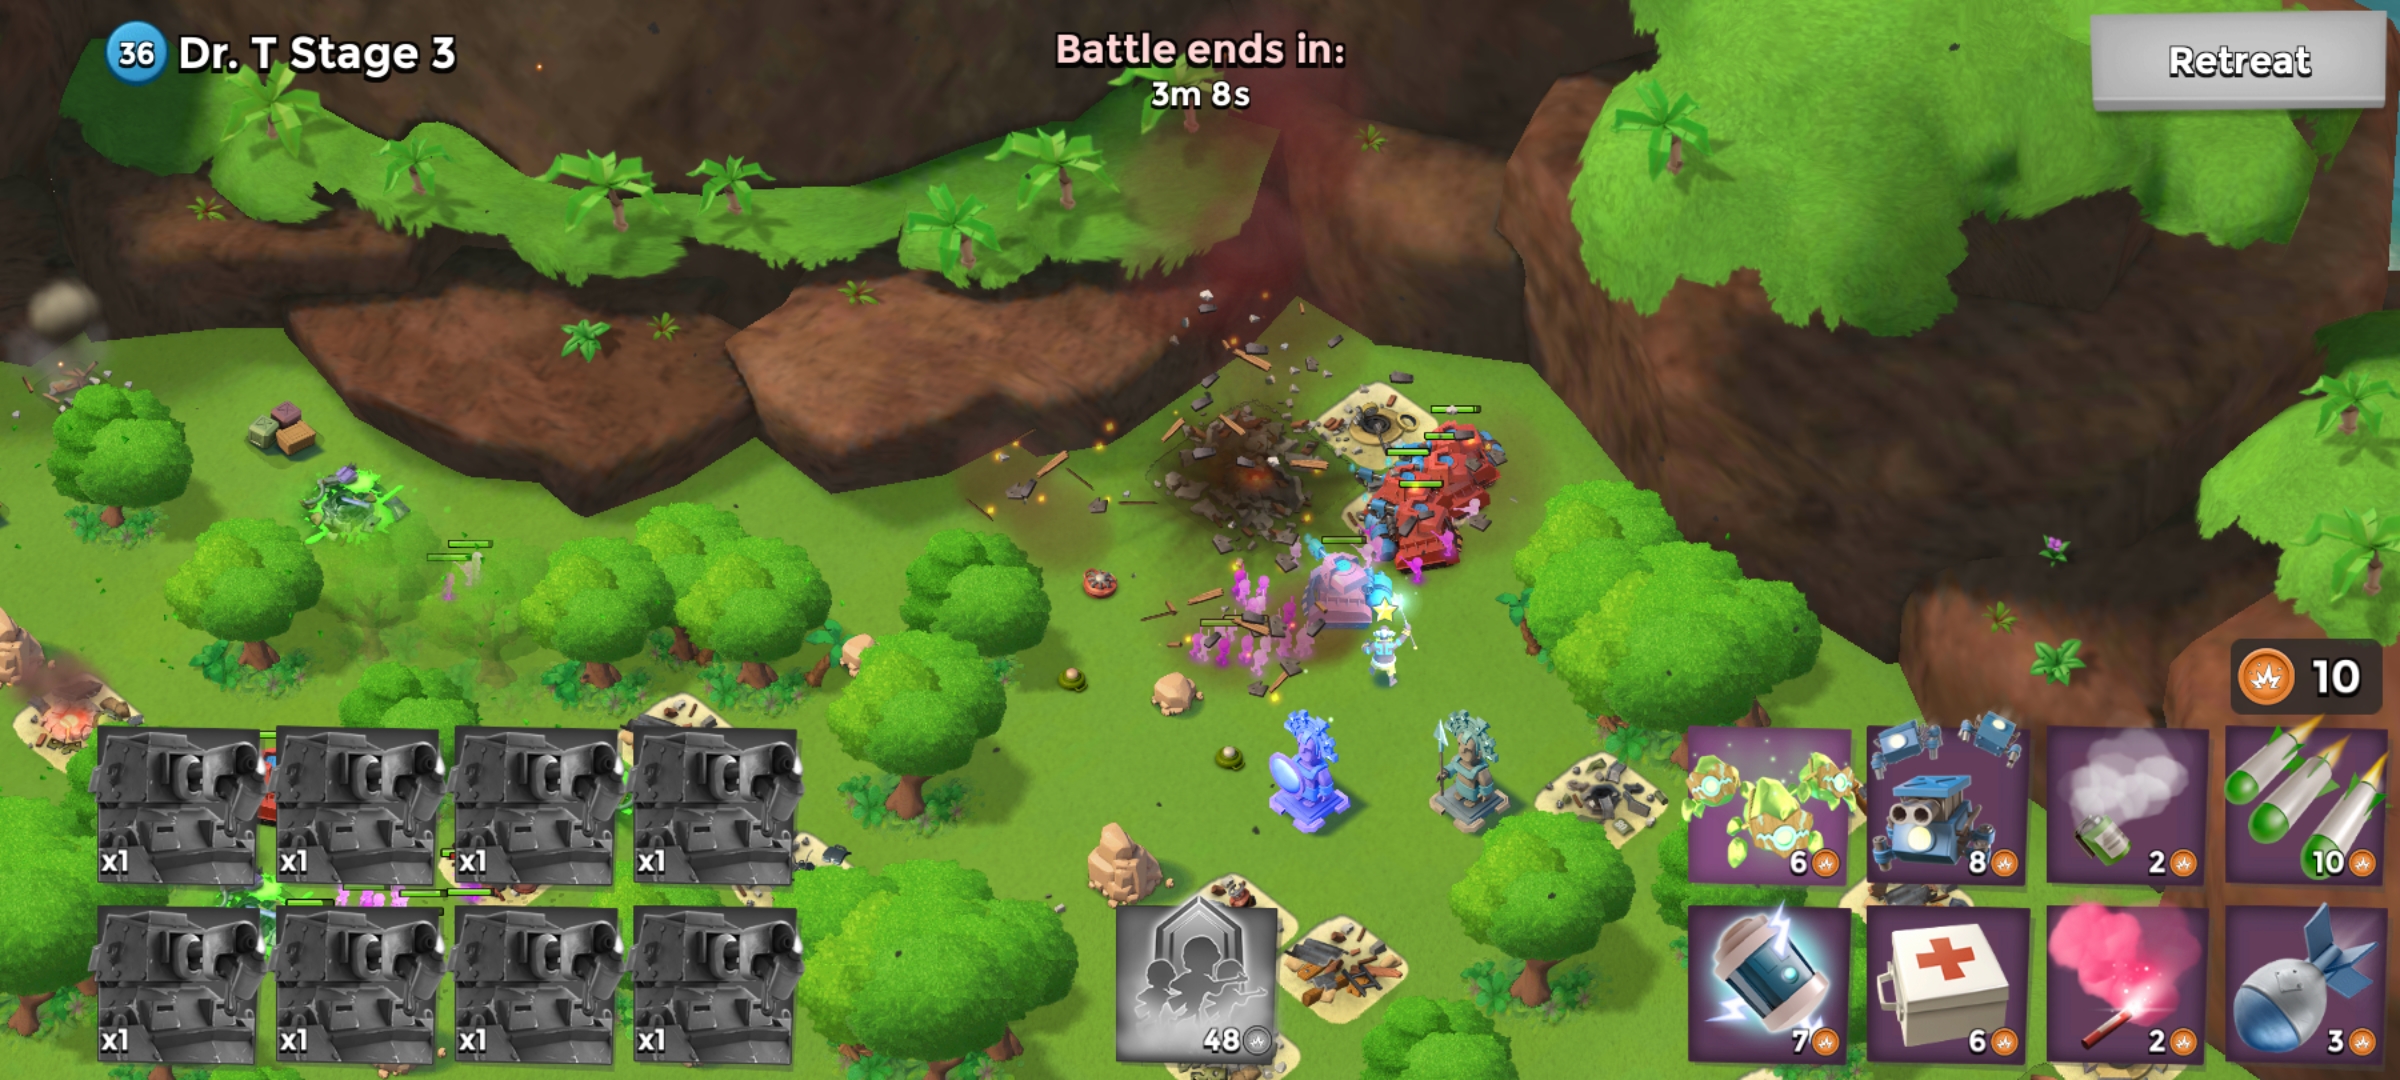 36 Dr. T Stage 3
Battle ends in:
3m 8s
Retreat
10
x1 x1 x1 x1
6 8 2 10
x1 x1 x1 x1
48
7 6 2 3